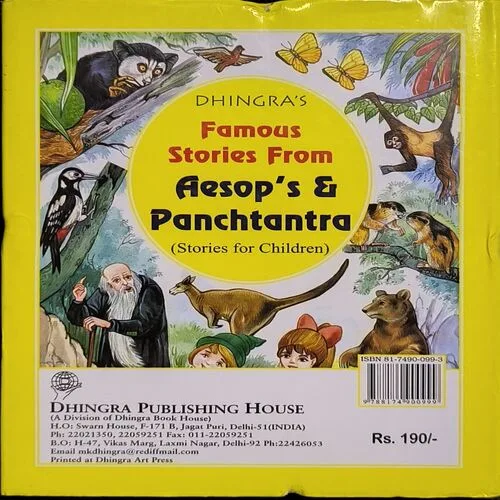 DHINGRA'S
Famous
Stories From
Aesop's &
Panchtantra
(Stories for Children)
ISBN 81-7490-099-3
9788174900999
Rs. 190/-
DHINGRA PUBLISHING HOUSE
(A Division of Dhingra Book House)
H.O: Swarn House, F-171 B, Jagat Puri, Delhi-51(INDIA)
Ph: 22021350, 22059251 Fax: 011-22059251
B.O: H-47, Vikas Marg, Laxmi Nagar, Delhi-92 Ph:22426053
Email mkdhingra@rediffmail.com
Printed at Dhingra Art Press